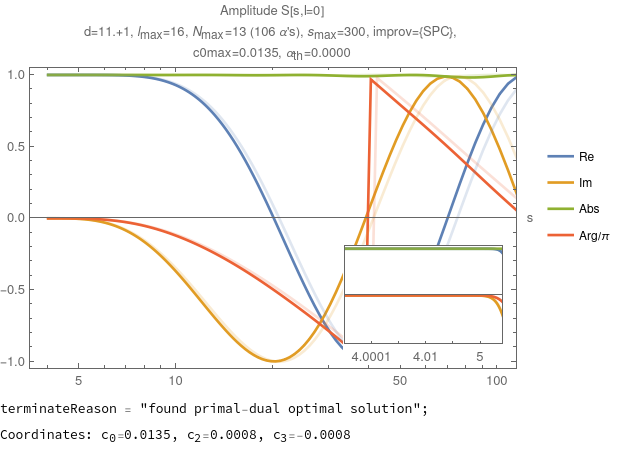 Amplitude S[s,l=0]
d=11.+1, lmax=16, Nmax=13 (106 α's), smax=300, improv={SPC},
c0max=0.0135, αth=0.0000
1.0
0.5
0.0
-0.5
-1.0
5
10
50
100
s
4.0001
4.01
5
Re
Im
Abs
Arg/π
terminateReason = "found primal-dual optimal solution";
Coordinates: c0=0.0135, c2=0.0008, c3=-0.0008